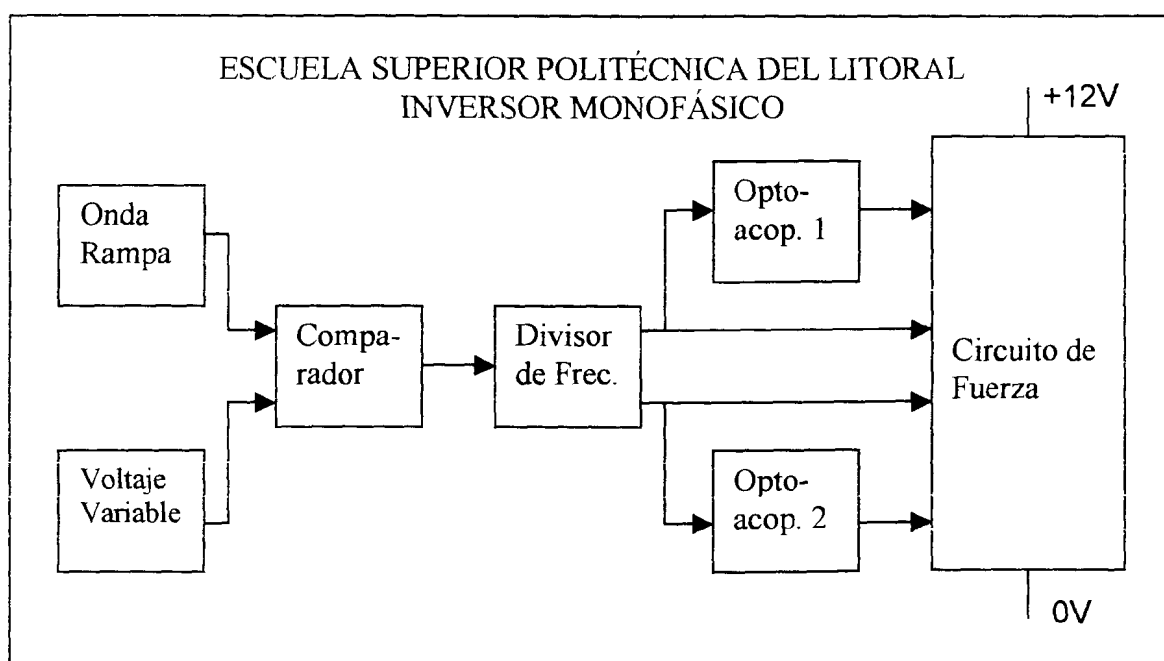 ESCUELA SUPERIOR POLITÉCNICA DEL LITORAL
INVERSOR MONOFÁSICO
+12V
Onda
Rampa
Voltaje
Variable
Compa-
rador
Divisor
de Frec.
Opto-
acop. 1
Opto-
acop. 2
Circuito de
Fuerza
0V